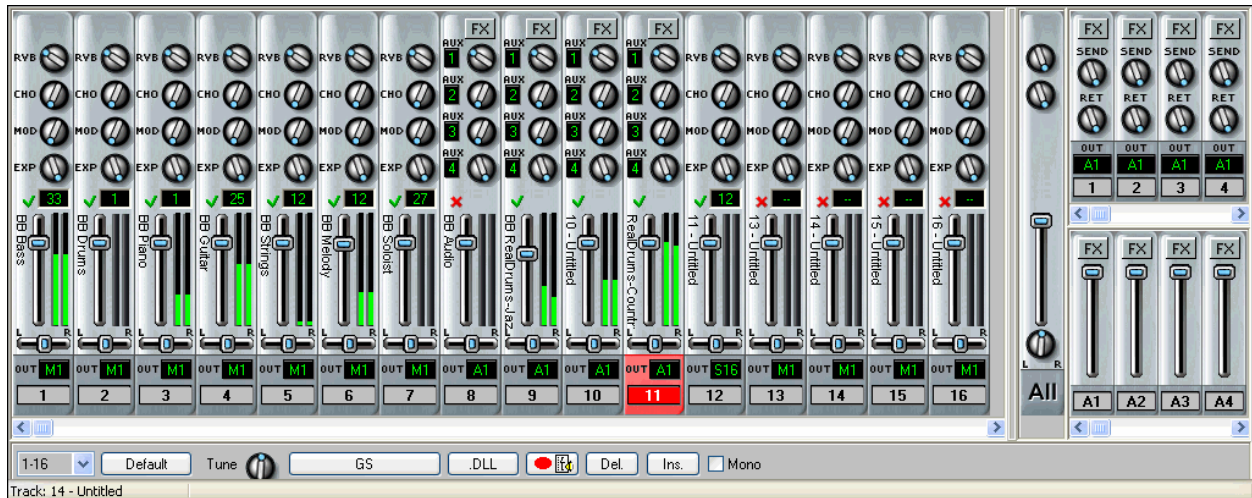 FX FX FX FX FX FX FX FX
AUX AUX AUX AUX SEND SEND SEND SEND
RVB RVB RVB RVB RVB RVB RVB 1 1 1 1 RVB RVB RVB RVB RVB
AUX AUX AUX AUX RET RET RET RET
CHO CHO CHO CHO CHO CHO CHO 2 2 2 2 CHO CHO CHO CHO CHO
AUX AUX AUX AUX
MOD MOD MOD MOD MOD MOD MOD 3 3 3 3 MOD MOD MOD MOD MOD
AUX AUX AUX AUX OUT OUT OUT OUT
EXP EXP EXP EXP EXP EXP EXP 4 4 4 4 EXP EXP EXP EXP EXP A1 A1 A1 A1
1 2 3 4
33 1 1 25 12 12 27 12 -- -- -- --
BB Bass
BB Drums
BB Piano
BB Guitar
BB Strings
BB Melody
BB Soloist
BB Audio
BB RealDrums-Jaz
10 - Untitled
RealDrums-Countr
11 - Untitled
13 - Untitled
14 - Untitled
15 - Untitled
16 - Untitled
FX FX FX FX
L R L R L R L R L R L R L R L R L R L R L R L R L R L R L R L R L R
OUT M1 OUT M1 OUT M1 OUT M1 OUT M1 OUT M1 OUT M1 OUT A1 OUT A1 OUT A1 OUT A1 OUT S16 OUT M1 OUT M1 OUT M1 OUT M1
1 2 3 4 5 6 7 8 9 10 11 12 13 14 15 16 All A1 A2 A3 A4
1-16 Default Tune GS .DLL Del. Ins. Mono
Track: 14 - Untitled